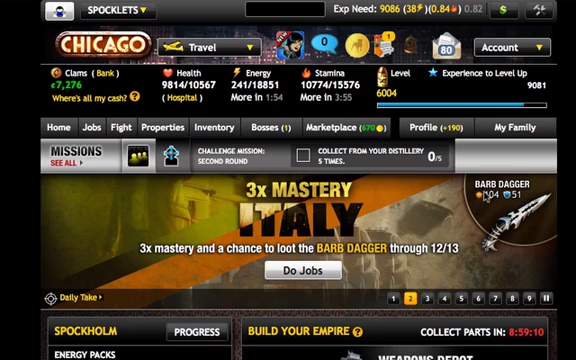 SPOCKLETS
Exp Need: 9086 (38)(0.84) 0.82
$
CHICAGO
Travel
NEW
0
1
80
Account
Clams (Bank)
Health
Energy
Stamina
Level
Experience to Level Up
¢7,276
9814/10567
241/18851
10774/15576
6004
9081
Where's all my cash?
(Hospital)
More in 1:54
More in 3:55
Home
Jobs
Fight
Properties
Inventory
Bosses (1)
Marketplace (670)
Profile (+190)
My Family
MISSIONS
SEE ALL
CHALLENGE MISSION:
SECOND ROUND
COLLECT FROM YOUR DISTILLERY
5 TIMES.
0/5
3x MASTERY
ITALY
3x mastery and a chance to loot the BARB DAGGER through 12/13
BARB DAGGER
104 51
Do Jobs
Daily Take
1 2 3 4 5 6 7 8 9
SPOCKHOLM
PROGRESS
BUILD YOUR EMPIRE
COLLECT PARTS IN: 8:59:10
ENERGY PACKS
WEAPONS DEPOT